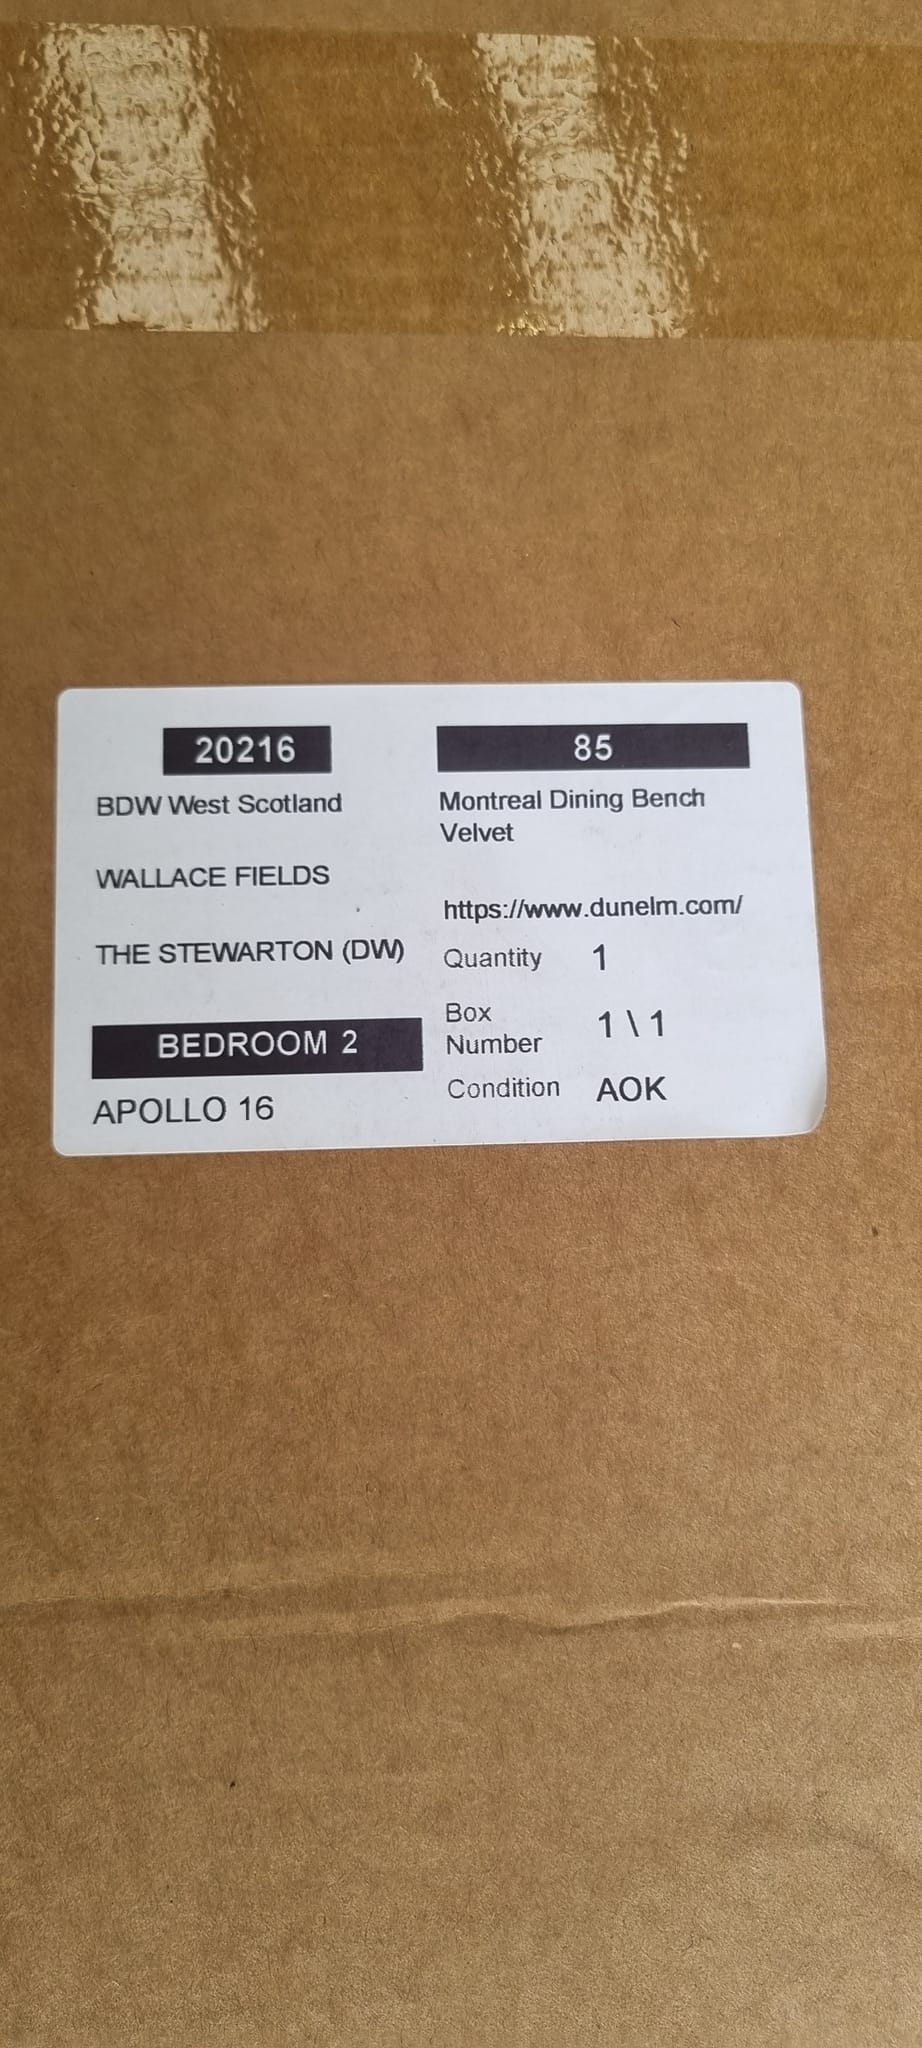 20216
BDW West Scotland
WALLACE FIELDS
THE STEWARTON (DW)
BEDROOM 2
APOLLO 16
85
Montreal Dining Bench
Velvet
https://www.dunelm.com/
Quantity 1
Box
Number 1 \ 1
Condition AOK